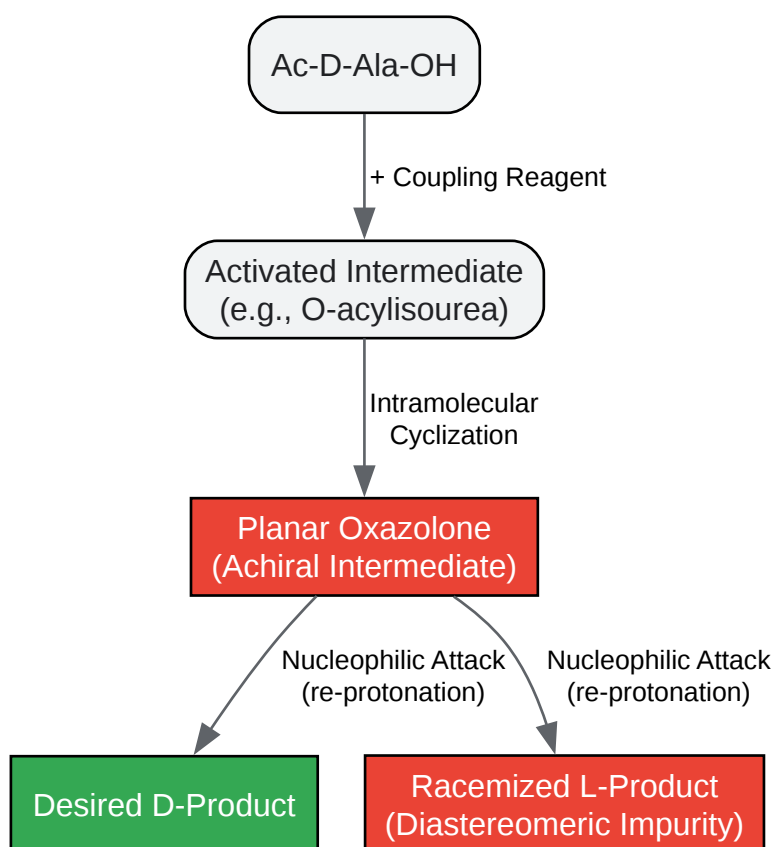 Ac-D-Ala-OH
+ Coupling Reagent
Activated Intermediate
(e.g., O-acylisourea)
Intramolecular
Cyclization
Planar Oxazolone
(Achiral Intermediate)
Nucleophilic Attack
(re-protonation)
Nucleophilic Attack
(re-protonation)
Desired D-Product
Racemized L-Product
(Diastereomeric Impurity)